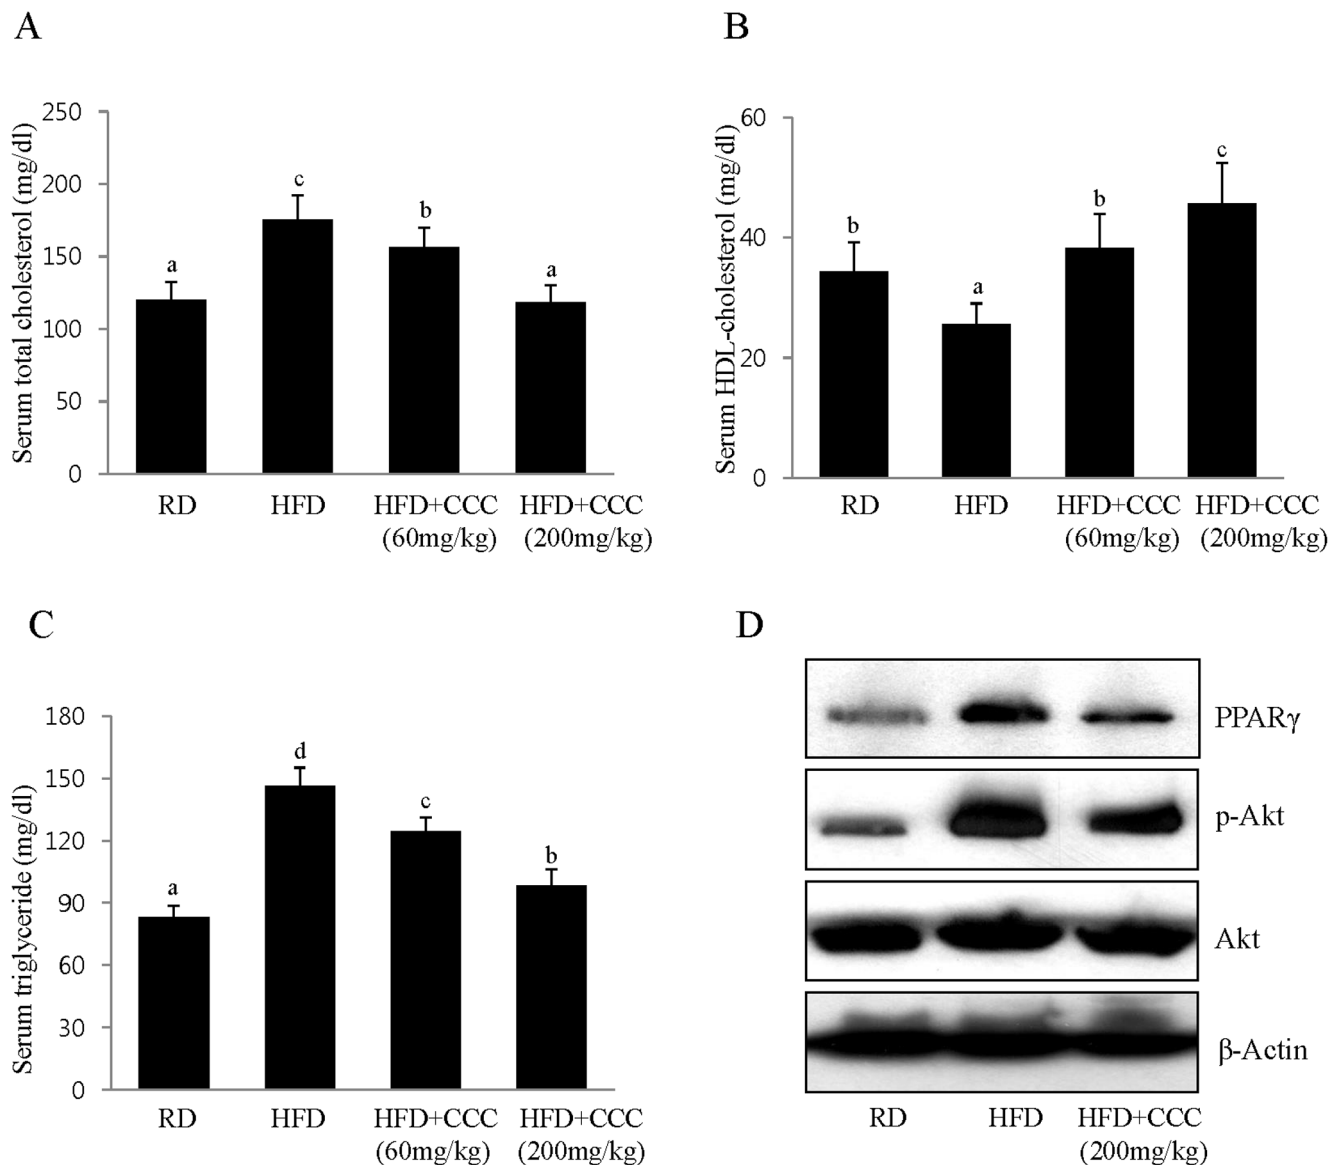 A
Serum total cholesterol (mg/dl)
250
200
150
100
50
0
a
c
b
a
RD HFD HFD+CCC HFD+CCC
(60mg/kg) (200mg/kg)
B
Serum HDL-cholesterol (mg/dl)
60
40
20
0
b
a
b
c
RD HFD HFD+CCC HFD+CCC
(60mg/kg) (200mg/kg)
C
Serum triglyceride (mg/dl)
180
150
120
90
60
30
0
a
d
c
b
RD HFD HFD+CCC HFD+CCC
(60mg/kg) (200mg/kg)
D
PPARγ
p-Akt
Akt
β-Actin
RD HFD HFD+CCC
(200mg/kg)